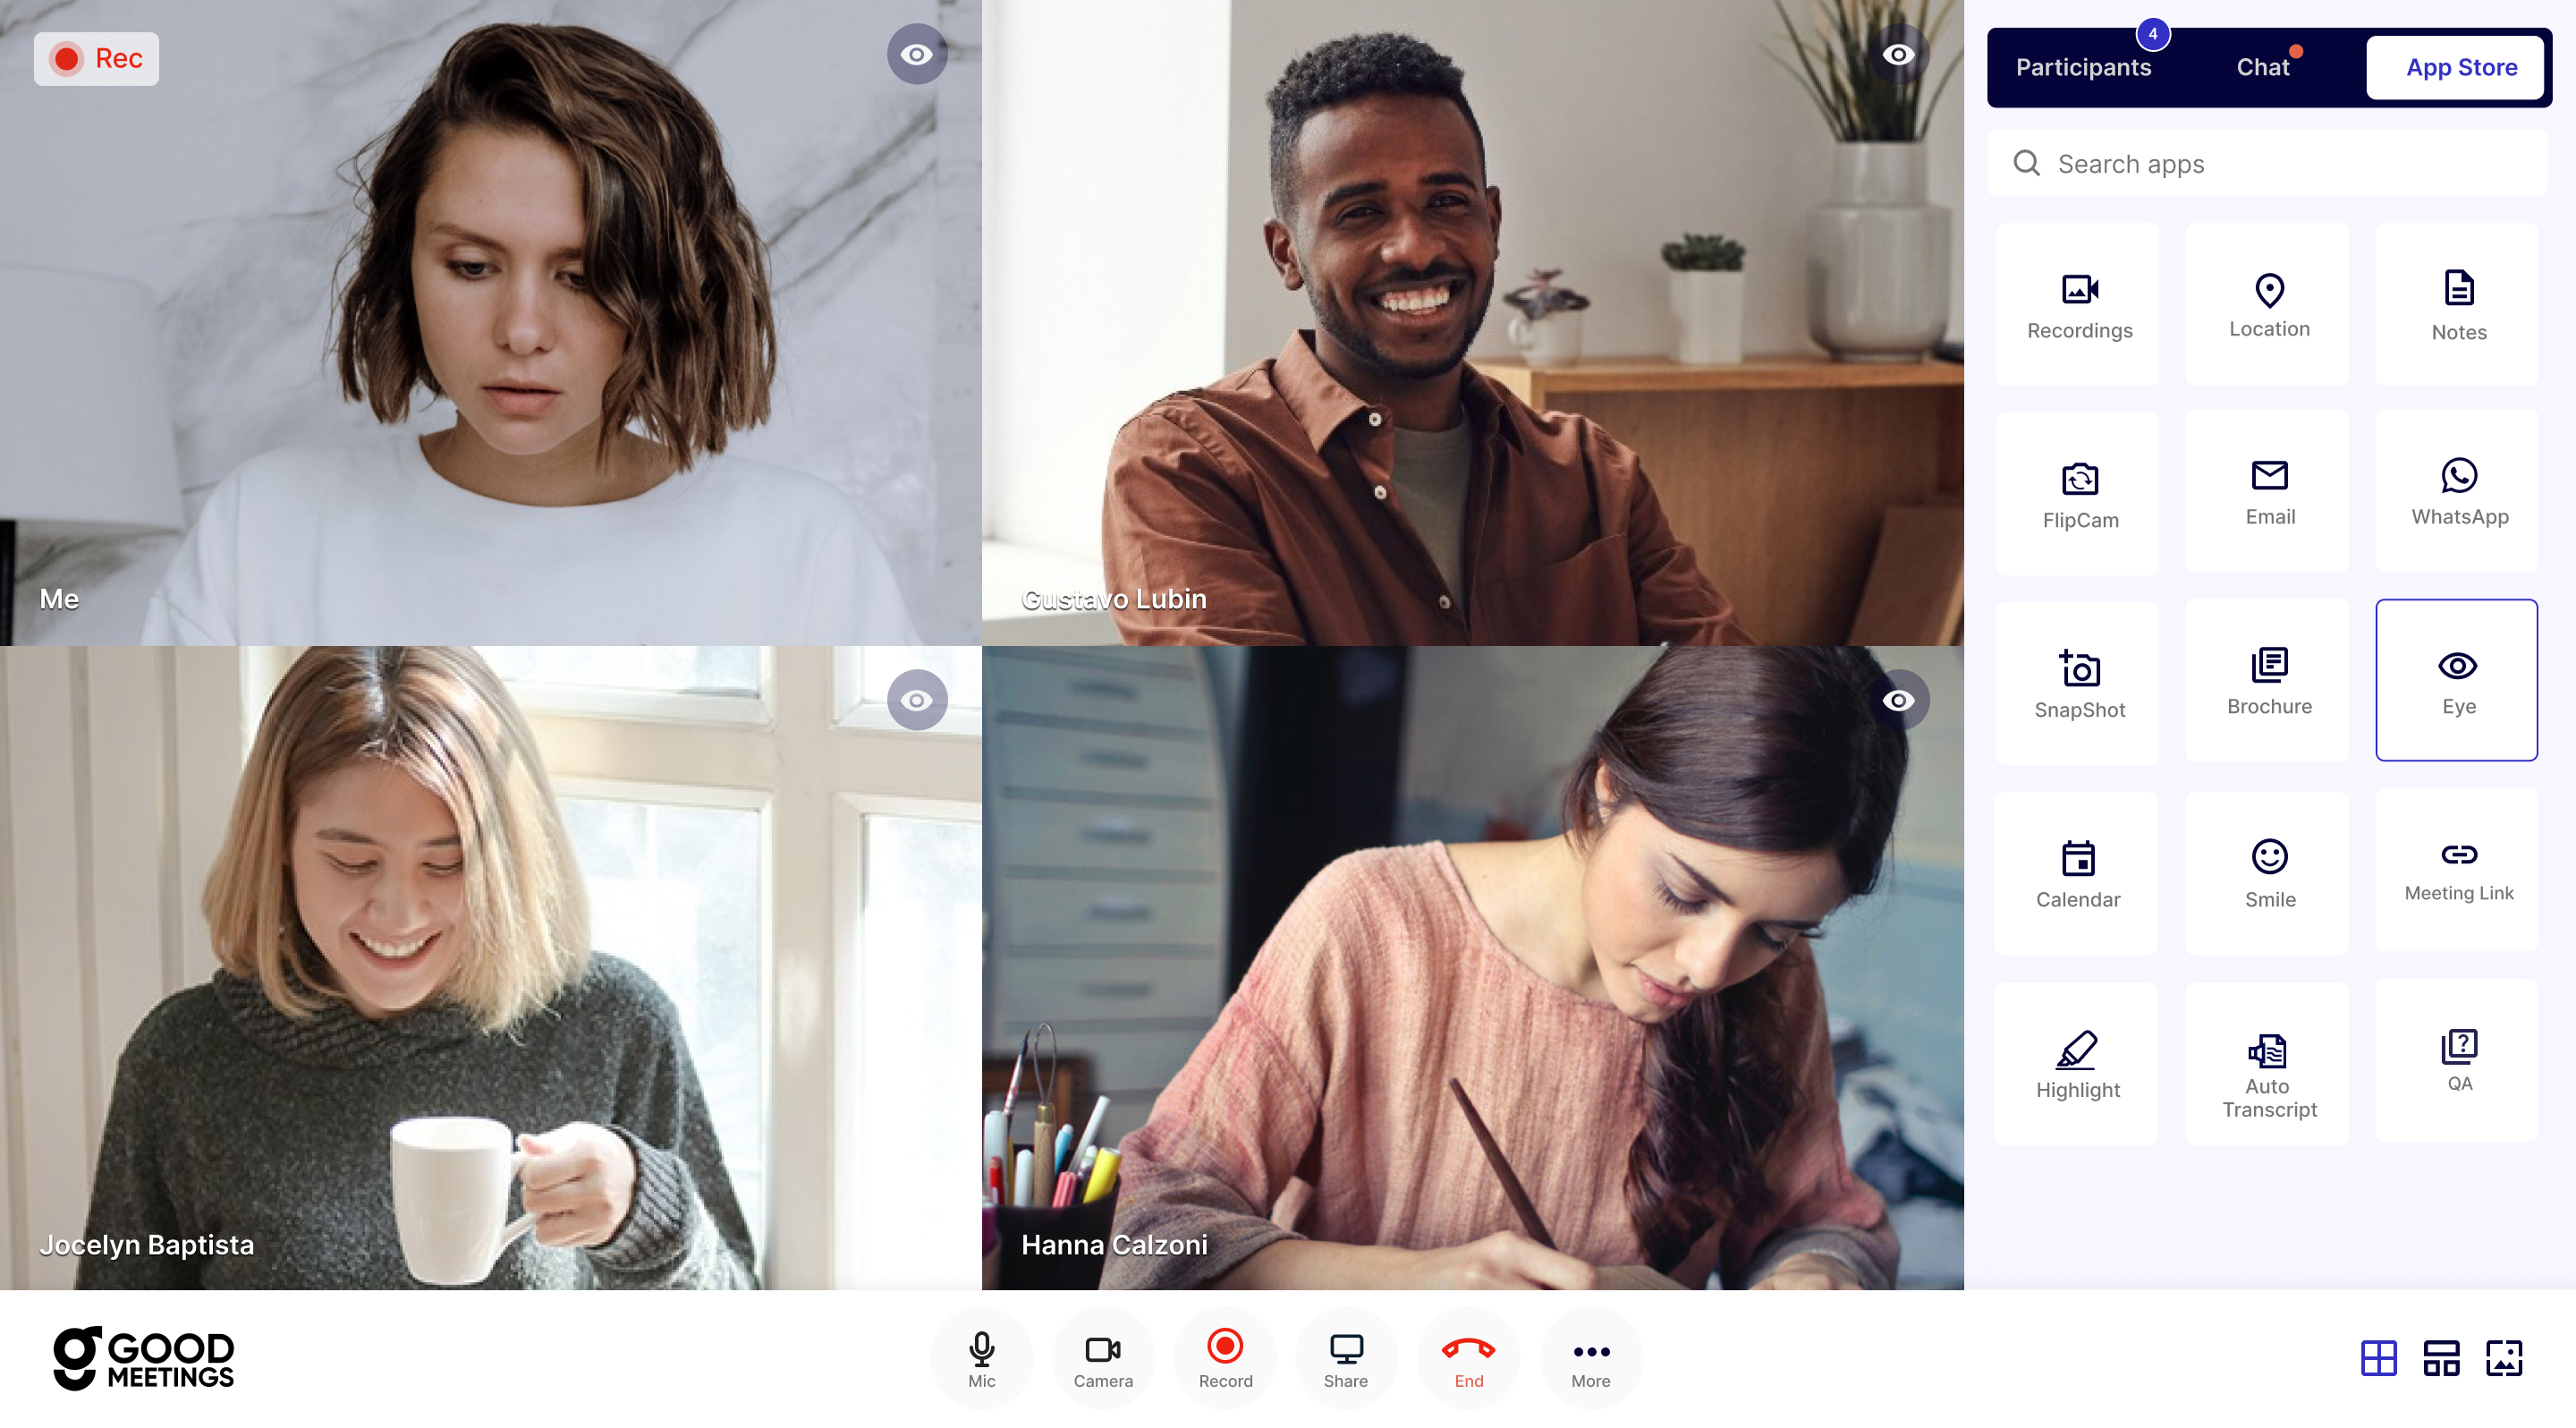 Rec
Me
Gustavo Lubin
Jocelyn Baptista
Hanna Calzoni
Participants
4
Chat
App Store
Search apps
Recordings
Location
Notes
FlipCam
Email
WhatsApp
SnapShot
Brochure
Eye
Calendar
Smile
Meeting Link
Highlight
Auto
Transcript
?
QA
g GOOD
MEETINGS
Mic
Camera
Record
Share
End
More